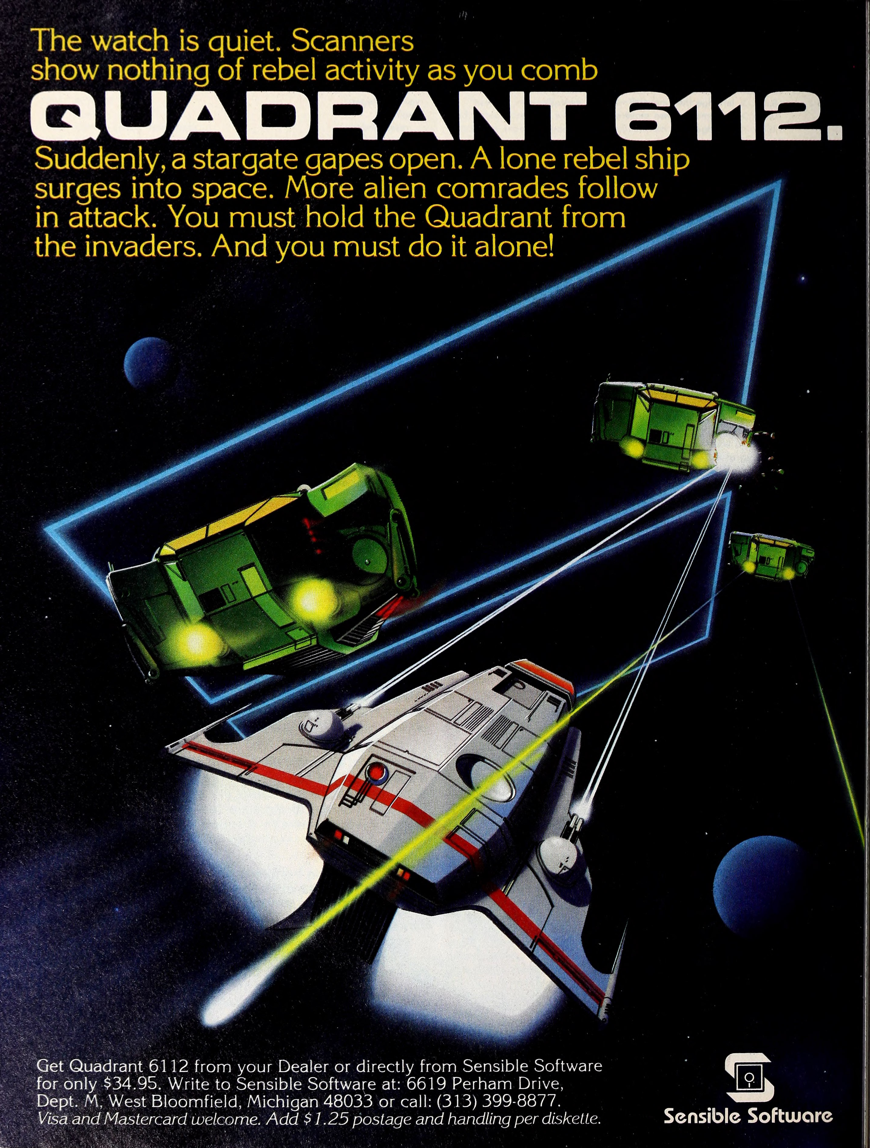 The watch is quiet. Scanners
show nothing of rebel activity as you comb
QUADRANT 6112.
Suddenly, a stargate gapes open. A lone rebel ship
surges into space. More alien comrades follow
in attack. You must hold the Quadrant from
the invaders. And you must do it alone!
Get Quadrant 6112 from your Dealer or directly from Sensible Software
for only $34.95. Write to Sensible Software at: 6619 Perham Drive,
Dept. M, West Bloomfield, Michigan 48033 or call: (313) 399-8877.
Visa and Mastercard welcome. Add $1.25 postage and handling per diskette.
Sensible Software